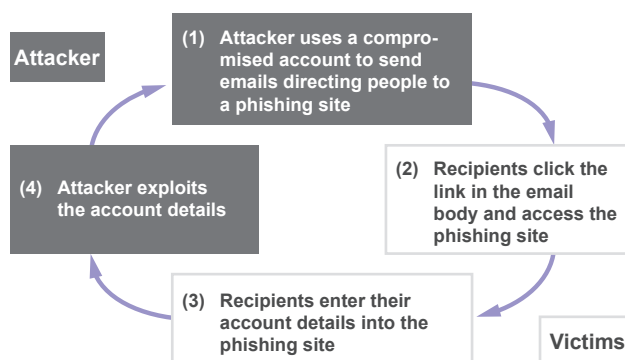 Attacker
(1) Attacker uses a compro-
mised account to send
emails directing people to
a phishing site
(2) Recipients click the
link in the email
body and access the
phishing site
(3) Recipients enter their
account details into the
phishing site
(4) Attacker exploits
the account details
Victims